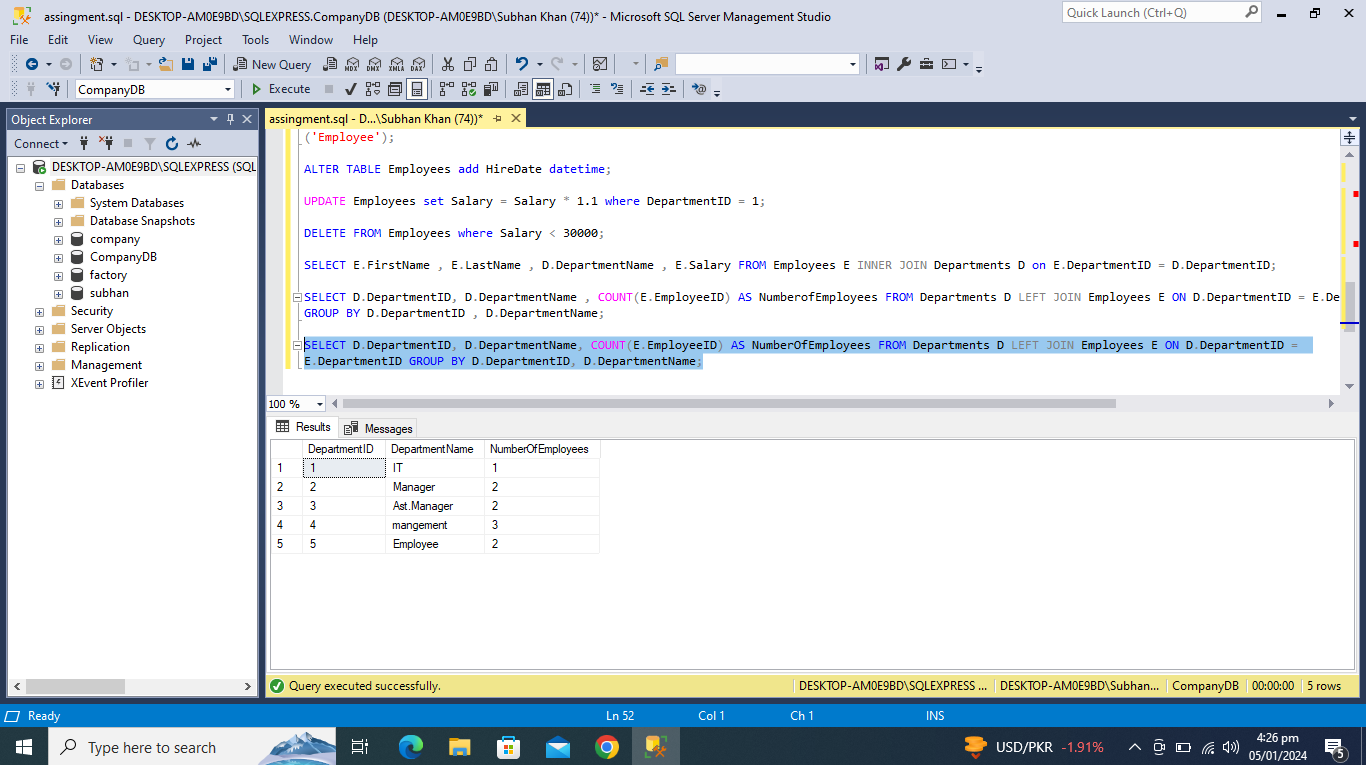 assingment.sql - DESKTOP-AM0E9BD\SQLEXPRESS.CompanyDB (DESKTOP-AM0E9BD\Subhan Khan (74))* - Microsoft SQL Server Management Studio
Quick Launch (Ctrl+Q)
File Edit View Query Project Tools Window Help
New Query MDX DMX XMLA DAX
CompanyDB Execute
Object Explorer
assingment.sql - D...\Subhan Khan (74))*
Connect
DESKTOP-AM0E9BD\SQLEXPRESS (SQL
Databases
System Databases
Database Snapshots
company
CompanyDB
factory
subhan
Security
Server Objects
Replication
Management
XEvent Profiler
('Employee');
ALTER TABLE Employees add HireDate datetime;
UPDATE Employees set Salary = Salary * 1.1 where DepartmentID = 1;
DELETE FROM Employees where Salary < 30000;
SELECT E.FirstName , E.LastName , D.DepartmentName , E.Salary FROM Employees E INNER JOIN Departments D on E.DepartmentID = D.DepartmentID;
SELECT D.DepartmentID, D.DepartmentName , COUNT(E.EmployeeID) AS NumberofEmployees FROM Departments D LEFT JOIN Employees E ON D.DepartmentID = E.De
GROUP BY D.DepartmentID , D.DepartmentName;
SELECT D.DepartmentID, D.DepartmentName, COUNT(E.EmployeeID) AS NumberOfEmployees FROM Departments D LEFT JOIN Employees E ON D.DepartmentID =
E.DepartmentID GROUP BY D.DepartmentID, D.DepartmentName;
100 %
Results Messages
DepartmentID DepartmentName NumberOfEmployees
1 1 IT 1
2 2 Manager 2
3 3 Ast.Manager 2
4 4 mangement 3
5 5 Employee 2
Query executed successfully. DESKTOP-AM0E9BD\SQLEXPRESS ... DESKTOP-AM0E9BD\Subhan... CompanyDB 00:00:00 5 rows
Ready Ln 52 Col 1 Ch 1 INS
Type here to search
USD/PKR -1.91%
4:26 pm
05/01/2024
5